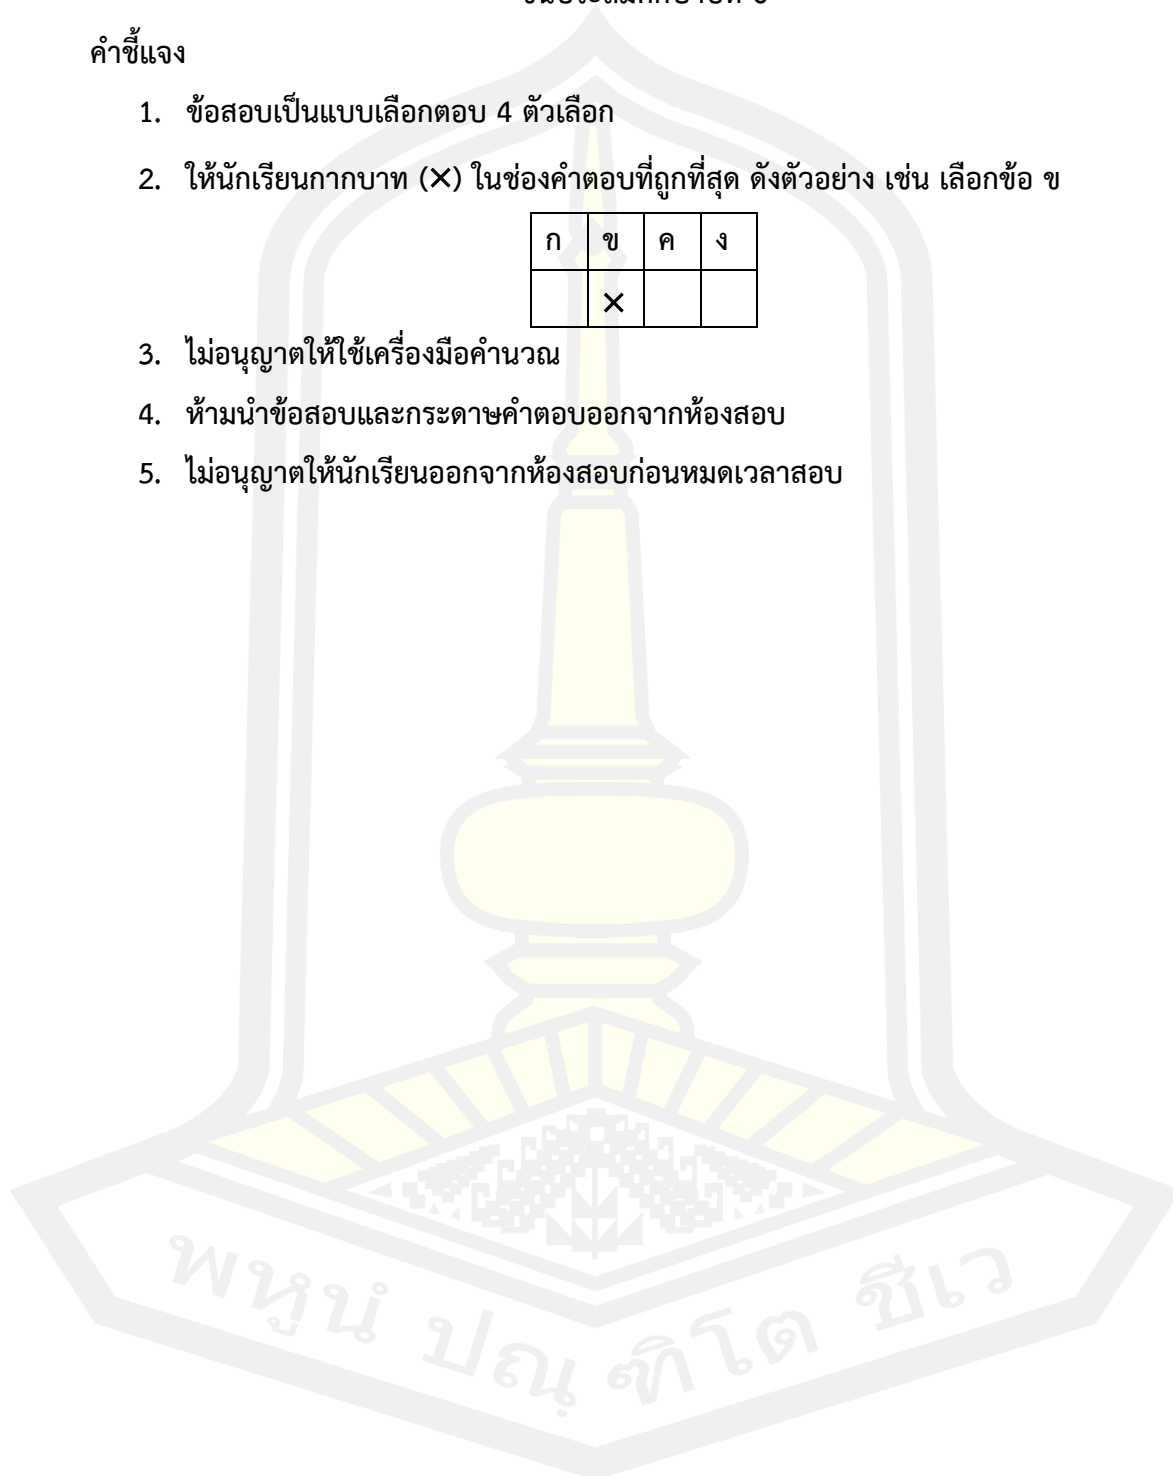 คำชี้แจง
1. ข้อสอบเป็นแบบเลือกตอบ 4 ตัวเลือก
2. ให้นักเรียนกากบาท (×) ในช่องคำตอบที่ถูกที่สุด ดังตัวอย่าง เช่น เลือกข้อ ข
ก ข ค ง
×
3. ไม่อนุญาตให้ใช้เครื่องมือคำนวณ
4. ห้ามนำข้อสอบและกระดาษคำตอบออกจากห้องสอบ
5. ไม่อนุญาตให้นักเรียนออกจากห้องสอบก่อนหมดเวลาสอบ
พหูนํ ปณฺฑิโต ชีเว